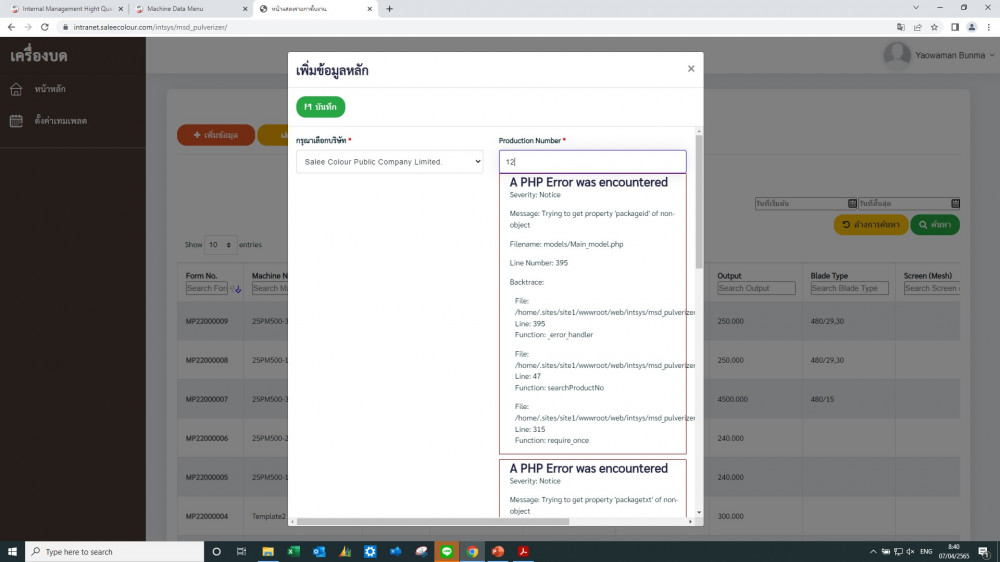 Internal Management Hight Qua
Machine Data Menu
หน้าแสดงรายการพื้นงาน
intranet.saleecolour.com/intsys/msd_pulverizer/
เครื่องบด
หน้าหลัก
ตั้งค่าเทมเพลต
Yaowaman Bunma
+ เพิ่มข้อมูล
เพิ่มข้อมูลหลัก
×
บันทึก
กรุณาเลือกบริษัท *
Production Number *
Salee Colour Public Company Limited.
12
A PHP Error was encountered
Severity: Notice
Message: Trying to get property 'packageid' of non-
object
Filename: models/Main_model.php
Line Number: 395
Backtrace:
File:
/home/.sites/site1/wwwroot/web/intsys/msd_pulverizer
Line: 395
Function: _error_handler
File:
/home/.sites/site1/wwwroot/web/intsys/msd_pulverizer
Line: 47
Function: searchProductNo
File:
/home/.sites/site1/wwwroot/web/intsys/msd_pulverizer
Line: 315
Function: require_once
A PHP Error was encountered
Severity: Notice
Message: Trying to get property 'packagetxt' of non-
object
วันที่เริ่มต้น
วันที่สิ้นสุด
ล้างการค้นหา
ค้นหา
Show 10 entries
Form No. Machine N Output Blade Type Screen (Mesh)
Search For Search Ma Search Output Search Blade Type Search Screen
MP22000009 25PM500-3 250.000 480/29,30
MP22000008 25PM500-1 250.000 480/29,30
MP22000007 25PM500-3 4500.000 480/15
MP22000006 25PM500-2 240.000
MP22000005 25PM500-1 240.000
MP22000004 Template2 300.000
Type here to search
ENG
8:40
07/04/2565